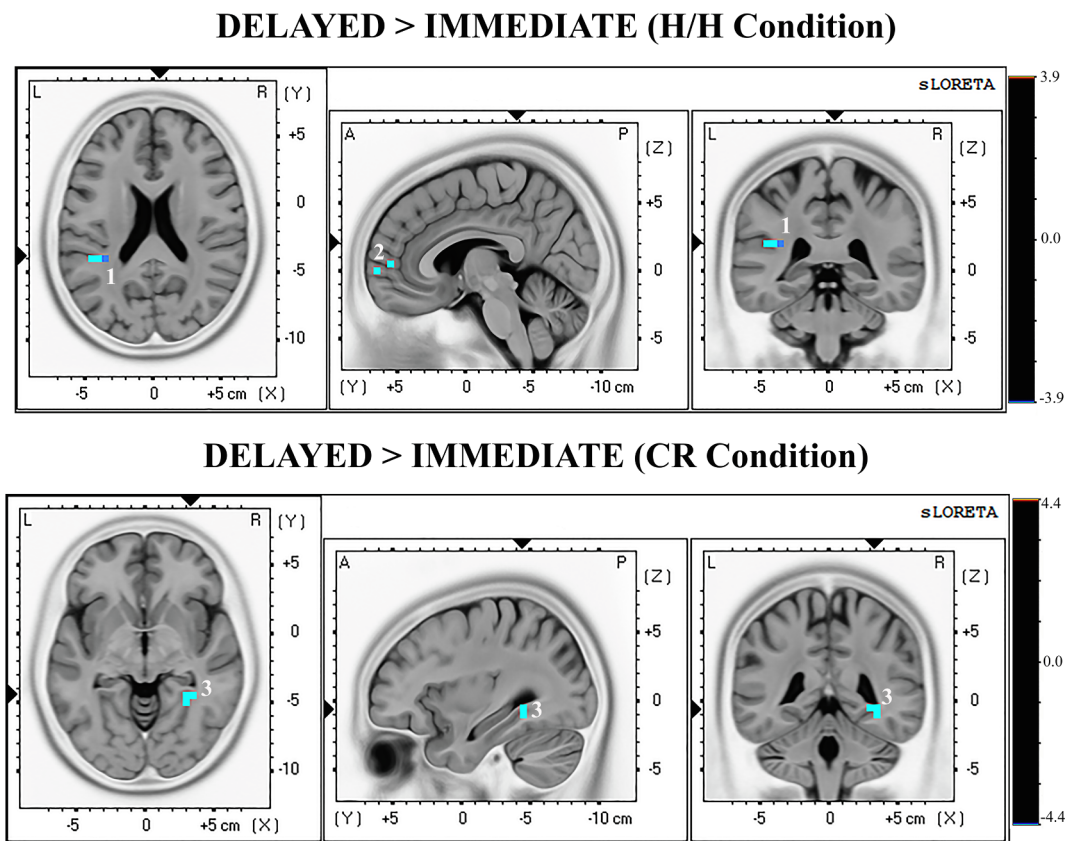 DELAYED > IMMEDIATE (H/H Condition)
sLORETA
L R (Y)
+5
0
-5
-10
-5 0 +5 cm (X)
1
A P (Z)
+5
0
-5
(Y) +5 0 -5 -10 cm
2
L R (Z)
+5
0
-5
-5 0 +5 cm (X)
1
3.9
0.0
-3.9
DELAYED > IMMEDIATE (CR Condition)
sLORETA
L R (Y)
+5
0
-5
-10
-5 0 +5 cm (X)
3
A P (Z)
+5
0
-5
(Y) +5 0 -5 -10 cm
3
L R (Z)
+5
0
-5
-5 0 +5 cm (X)
3
4.4
0.0
-4.4